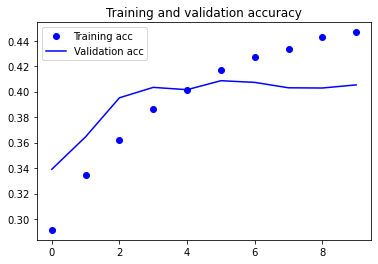 Training and validation accuracy
Training acc
Validation acc
0.44
0.42
0.40
0.38
0.36
0.34
0.32
0.30
0 2 4 6 8